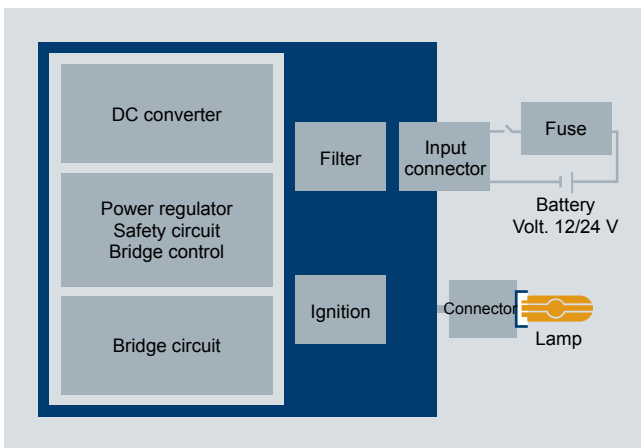 DC converter
Power regulator
Safety circuit
Bridge control
Bridge circuit
Filter
Ignition
Input
connector
Fuse
Battery
Volt. 12/24 V
Connector
Lamp